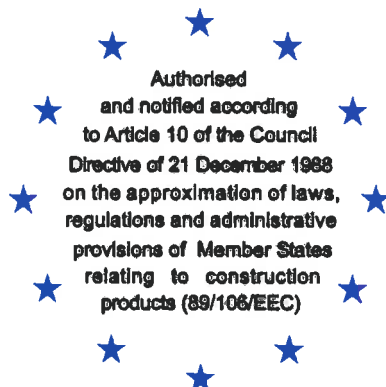 Authorised
and notified according
to Article 10 of the Council
Directive of 21 December 1988
on the approximation of laws,
regulations and administrative
provisions of Member States
relating to construction
products (89/106/EEC)